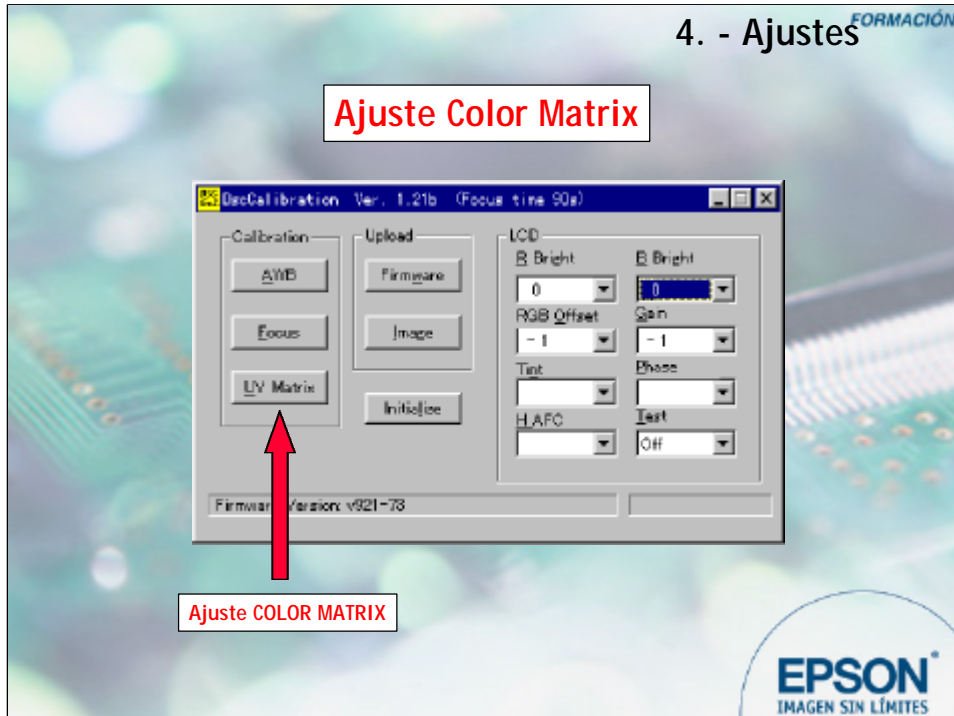 FORMACIÓN
4. - Ajustes
Ajuste Color Matrix
DscCalibration Ver. 1.21b (Focus time 90s)
Calibration
Upload
LCD
R Bright
B Bright
AWB
Firmware
0
0
RGB Offset
Gain
Focus
Image
-1
-1
Tint
Phase
UV Matrix
Initialize
H.AFC
Test
Off
Firmware Version: v921-73
Ajuste COLOR MATRIX
EPSON
IMAGEN SIN LÍMITES